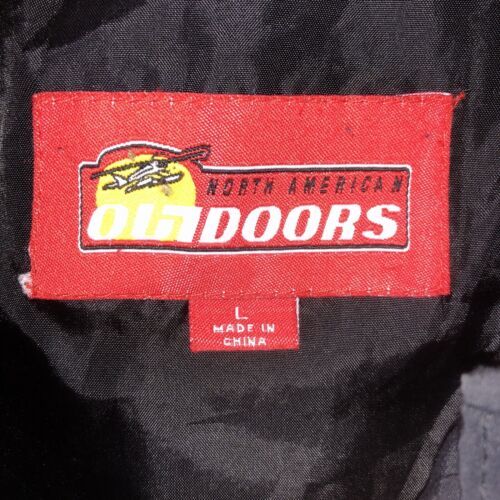 NORTH AMERICAN
OUTDOORS
L
MADE IN
CHINA